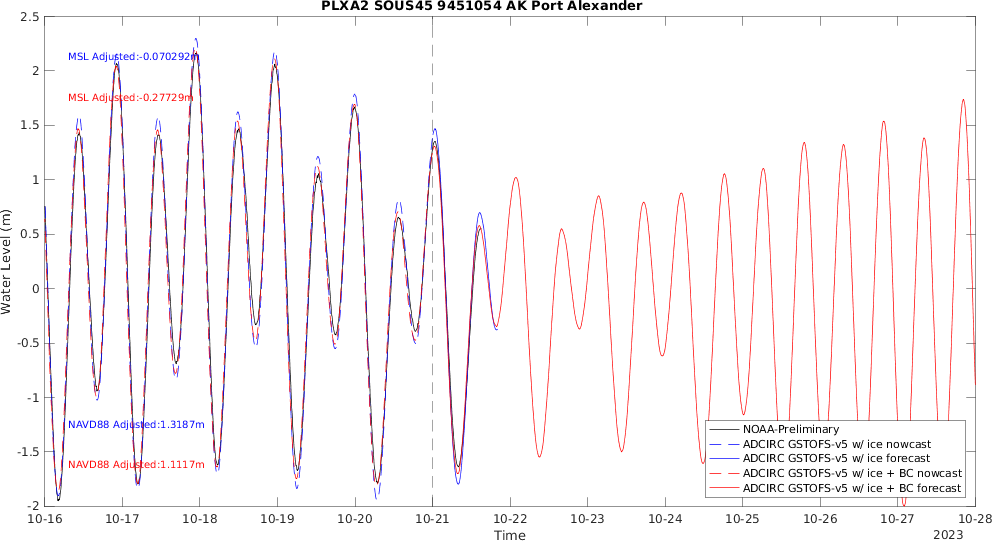 PLXA2 SOUS45 9451054 AK Port Alexander
2.5
2
1.5
1
0.5
0
-0.5
-1
-1.5
-2
Water Level (m)
MSL Adjusted:-0.070292m
MSL Adjusted:-0.27729m
NAVD88 Adjusted:1.3187m
NAVD88 Adjusted:1.1117m
NOAA-Preliminary
ADCIRC GSTOFS-v5 w/ ice nowcast
ADCIRC GSTOFS-v5 w/ ice forecast
ADCIRC GSTOFS-v5 w/ ice + BC nowcast
ADCIRC GSTOFS-v5 w/ ice + BC forecast
10-16 10-17 10-18 10-19 10-20 10-21 10-22 10-23 10-24 10-25 10-26 10-27 10-28
Time
2023